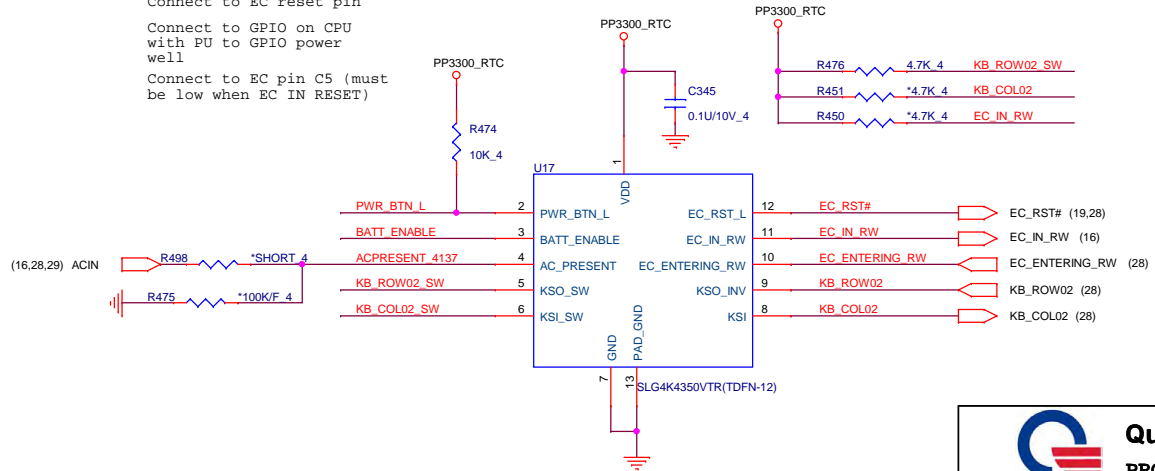 Connect to EC reset pin
Connect to GPIO on CPU
with PU to GPIO power
well
Connect to EC pin C5 (must
be low when EC IN RESET)
PP3300_RTC
R474
10K_4
PP3300_RTC
C345
0.1U/10V_4
PP3300_RTC
R476 4.7K_4 KB_ROW02_SW
R451 *4.7K_4 KB_COL02
R450 *4.7K_4 EC_IN_RW
U17
1
VDD
PWR_BTN_L 2 PWR_BTN_L
BATT_ENABLE 3 BATT_ENABLE
(16,28,29) ACIN R498 *SHORT_4 ACPRESENT_4137 4 AC_PRESENT
R475 *100K/F_4
KB_ROW02_SW 5 KSO_SW
KB_COL02_SW 6 KSI_SW
EC_RST_L 12 EC_RST# EC_RST# (19,28)
EC_IN_RW 11 EC_IN_RW EC_IN_RW (16)
EC_ENTERING_RW 10 EC_ENTERING_RW EC_ENTERING_RW (28)
KSO_INV 9 KB_ROW02 KB_ROW02 (28)
KSI 8 KB_COL02 KB_COL02 (28)
GND
PAD_GND
7
13
SLG4K4350VTR(TDFN-12)